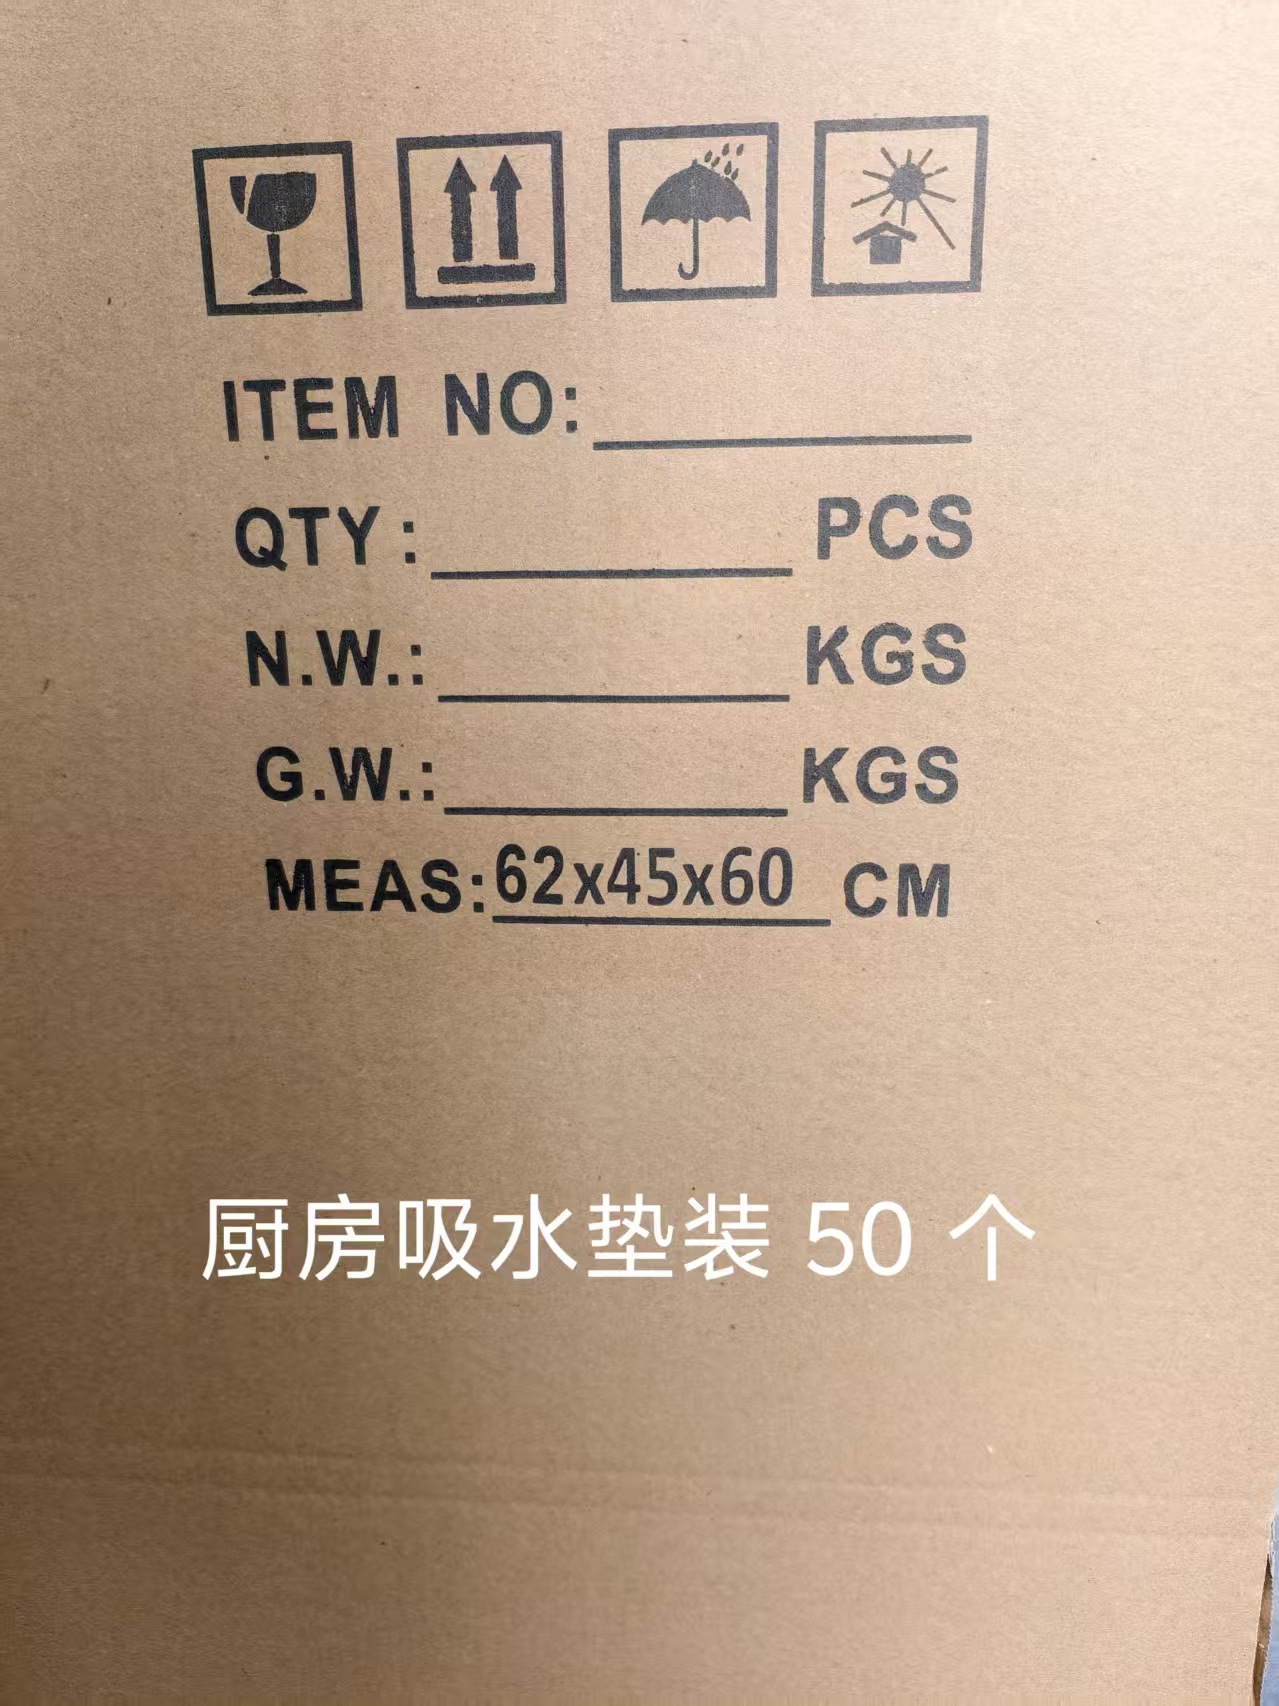 ITEM NO:
QTY: PCS
N.W.: KGS
G.W.: KGS
MEAS: 62x45x60 CM
厨房吸水垫装 50 个